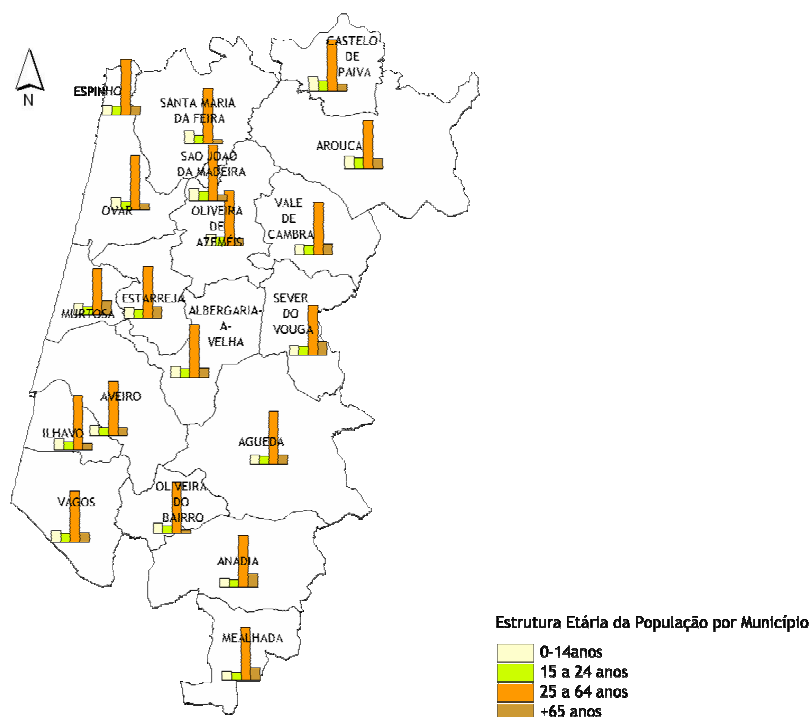 CASTELO
DE
PAIVA
N
ESPINHO
SANTA MARIA
DA FEIRA
AROUCA
SAO JOAO
DA MADEIRA
OVAR
OLIVEIRA
DE
AZEMEIS
VALE
DE
CAMBRA
MURTOSA
ESTARREJA
ALBERGARIA-
A-
VELHA
SEVER
DO
VOUGA
AVEIRO
ILHAVO
AGUEDA
VAGOS
OLIVEIRA
DO
BAIRRO
ANADIA
MEALHADA
Estrutura Etária da População por Município
0-14anos
15 a 24 anos
25 a 64 anos
+65 anos